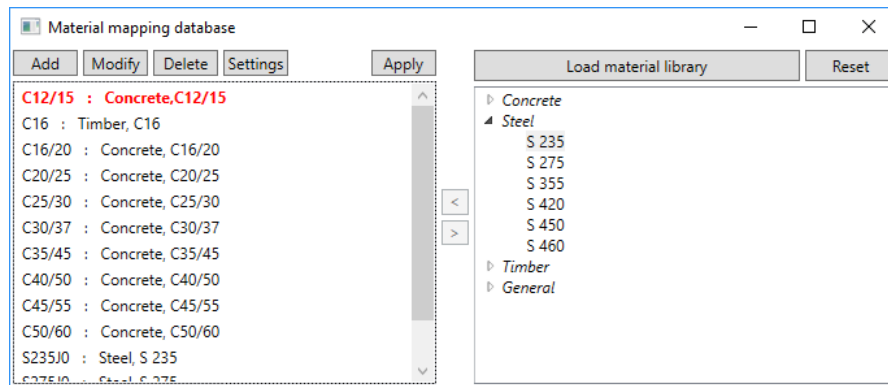 Material mapping database
Add Modify Delete Settings Apply
C12/15 : Concrete,C12/15
C16 : Timber, C16
C16/20 : Concrete, C16/20
C20/25 : Concrete, C20/25
C25/30 : Concrete, C25/30
C30/37 : Concrete, C30/37
C35/45 : Concrete, C35/45
C40/50 : Concrete, C40/50
C45/55 : Concrete, C45/55
C50/60 : Concrete, C50/60
S235J0 : Steel, S 235
S275J0 : Steel, S 275
<
>
Load material library Reset
Concrete
Steel
S 235
S 275
S 355
S 420
S 450
S 460
Timber
General